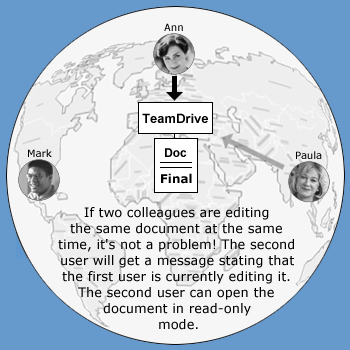 Ann
TeamDrive
Doc
Final
Mark
Paula
If two colleagues are editing
the same document at the same
time, it's not a problem! The second
user will get a message stating that
the first user is currently editing it.
The second user can open the
document in read-only
mode.